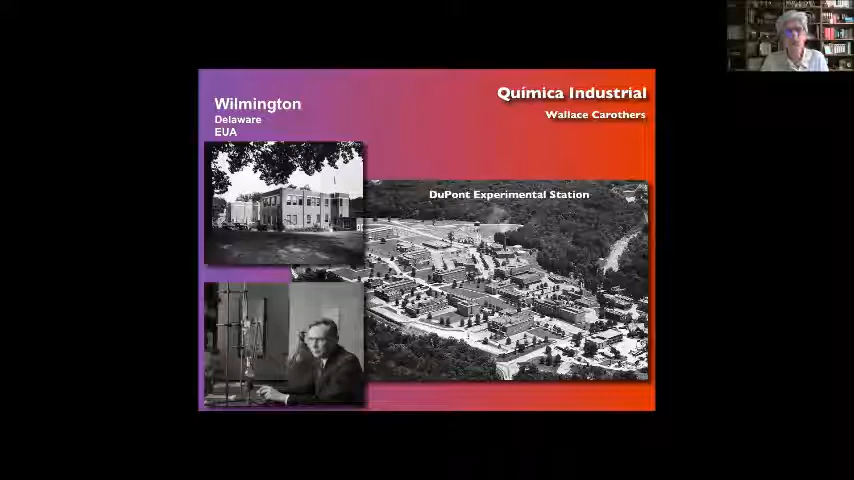 Wilmington
Delaware
EUA
Química Industrial
Wallace Carothers
DuPont Experimental Station